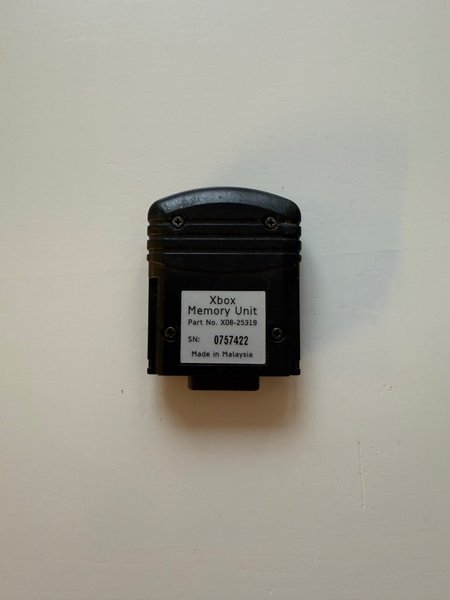 Xbox
Memory Unit
Part No. X08-25319
SN: 0757422
Made in Malaysia